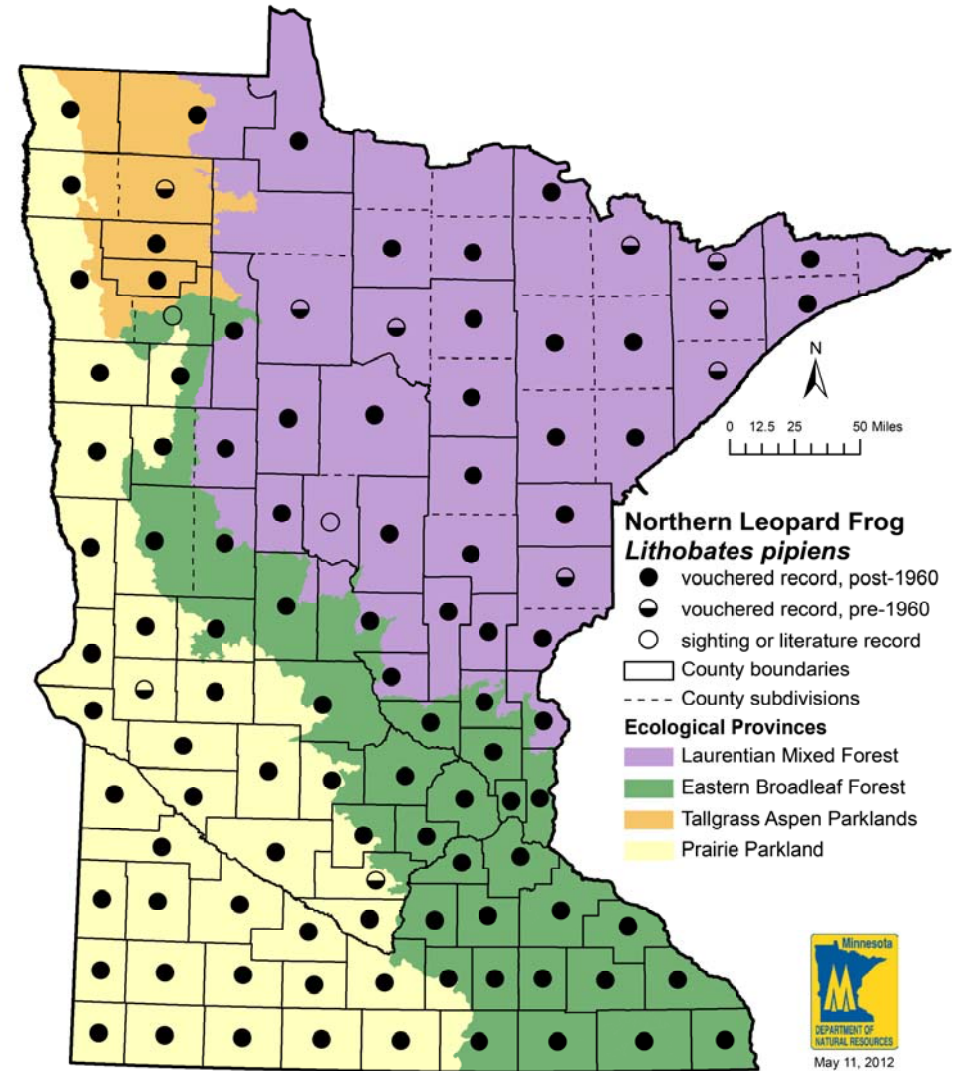 N
0 12.5 25 50 Miles
Northern Leopard Frog
Lithobates pipiens
vouchered record, post-1960
vouchered record, pre-1960
sighting or literature record
County boundaries
County subdivisions
Ecological Provinces
Laurentian Mixed Forest
Eastern Broadleaf Forest
Tallgrass Aspen Parklands
Prairie Parkland
Minnesota
DEPARTMENT OF
NATURAL RESOURCES
May 11, 2012